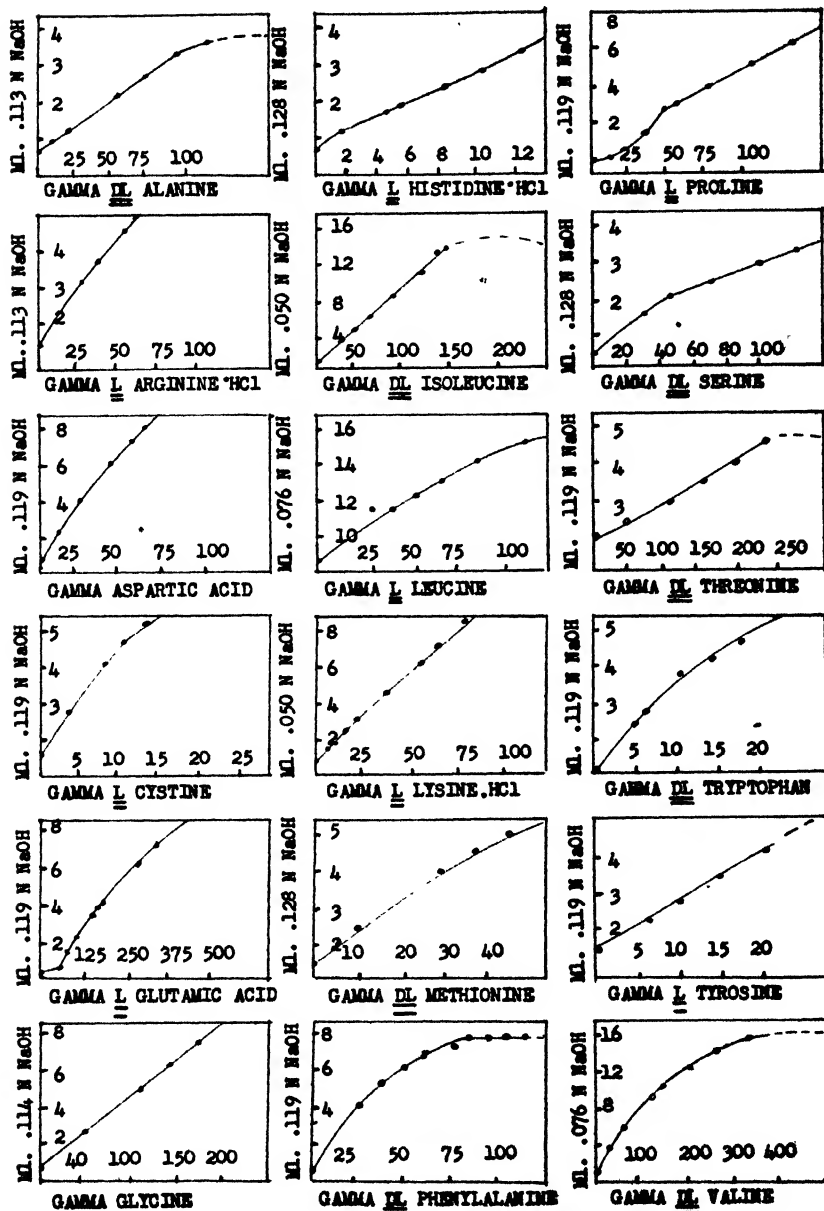 Ml. .113 N NaOH
4
3
2
25 50 75 100
GAMMA DL ALANINE
Ml. .128 N NaOH
4
3
2
2 4 6 8 10 12
GAMMA L HISTIDINE·HCl
Ml. .119 N NaOH
8
6
4
2
25 50 75 100
GAMMA L PROLINE
Ml. .113 N NaOH
4
3
2
25 50 75 100
GAMMA L ARGININE·HCl
Ml. .050 N NaOH
16
12
8
4
50 100 150 200
GAMMA DL ISOLEUCINE
Ml. .128 N NaOH
4
3
2
20 40 60 80 100
GAMMA DL SERINE
Ml. .119 N NaOH
8
6
4
2
25 50 75 100
GAMMA ASPARTIC ACID
Ml. .076 N NaOH
16
14
12
10
25 50 75 100
GAMMA L LEUCINE
Ml. .119 N NaOH
5
4
3
50 100 150 200 250
GAMMA DL THREONINE
Ml. .119 N NaOH
5
4
3
5 10 15 20 25
GAMMA L CYSTINE
Ml. .050 N NaOH
8
6
4
2
25 50 75 100
GAMMA L LYSINE.HCl
Ml. .119 N NaOH
5
4
3
2
5 10 15 20
GAMMA DL TRYPTOPHAN
Ml. .119 N NaOH
8
6
4
2
125 250 375 500
GAMMA L GLUTAMIC ACID
Ml. .128 N NaOH
5
4
3
2
10 20 30 40
GAMMA DL METHIONINE
Ml. .119 N NaOH
4
3
2
5 10 15 20
GAMMA L TYROSINE
Ml. .114 N NaOH
8
6
4
2
40 100 150 200
GAMMA GLYCINE
Ml. .119 N NaOH
8
6
4
2
25 50 75 100
GAMMA DL PHENYLALANINE
Ml. .076 N NaOH
16
12
8
100 200 300 400
GAMMA DL VALINE